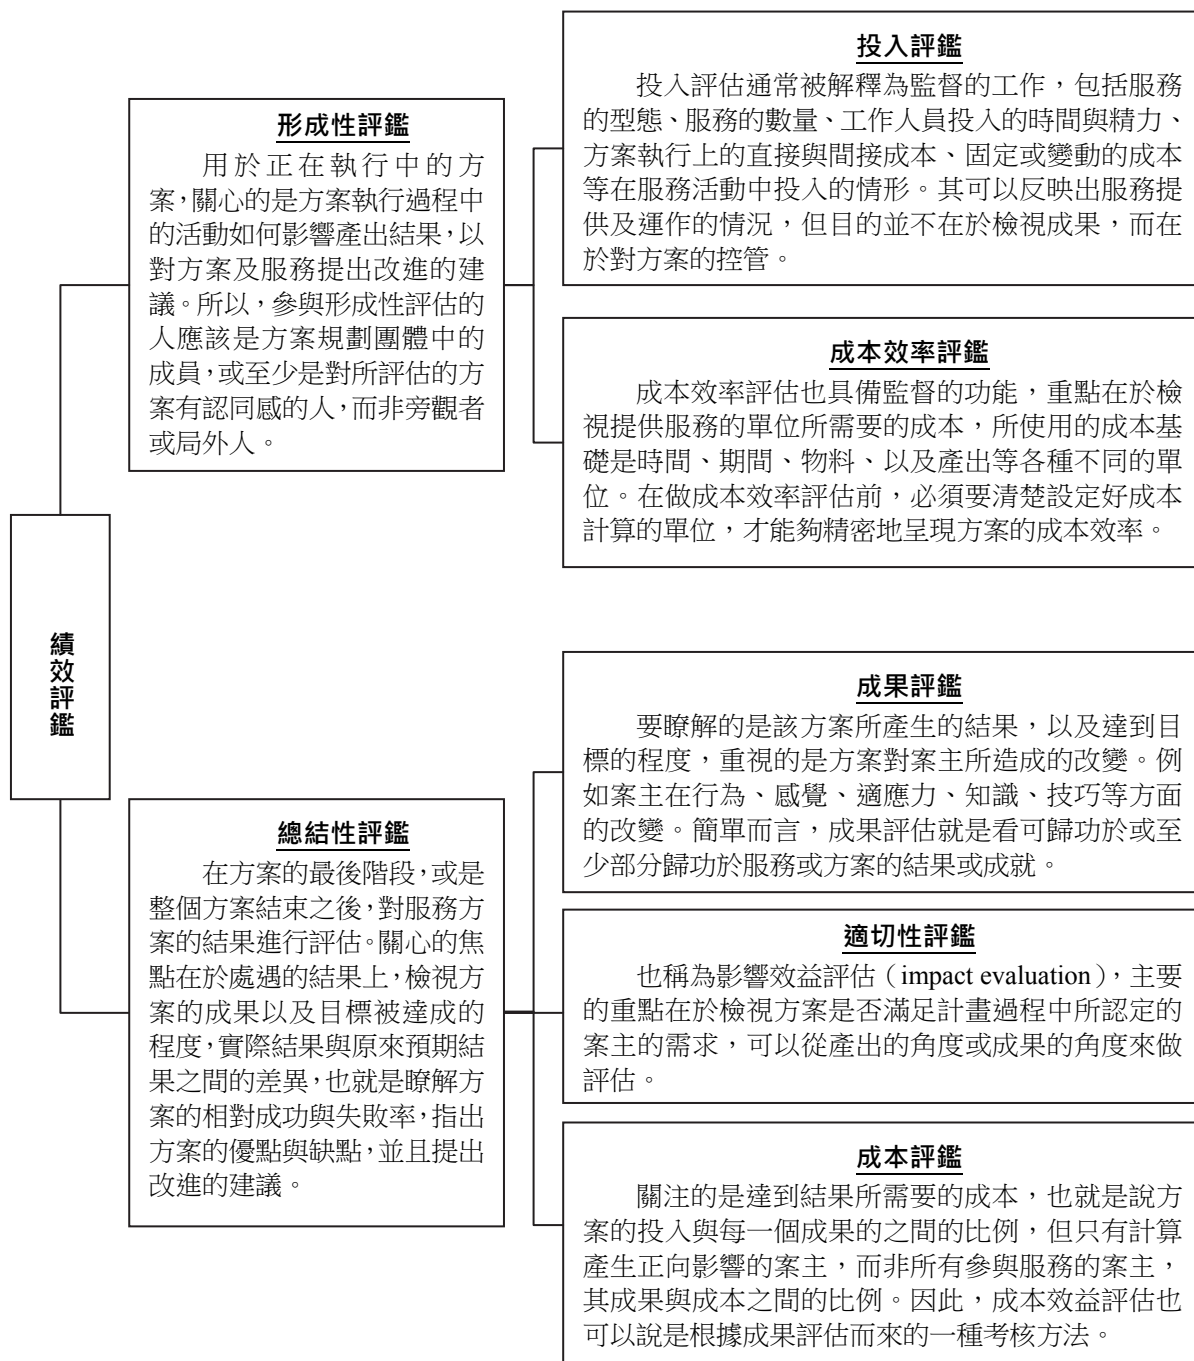 績效評鑑
形成性評鑑
用於正在執行中的方
案，關心的是方案執行過程中
的活動如何影響產出結果，以
對方案及服務提出改進的建
議。所以，參與形成性評估的
人應該是方案規劃團體中的
成員，或至少是對所評估的方
案有認同感的人，而非旁觀者
或局外人。
投入評鑑
投入評估通常被解釋為監督的工作，包括服務
的型態、服務的數量、工作人員投入的時間與精力、
方案執行上的直接與間接成本、固定或變動的成本
等在服務活動中投入的情形。其可以反映出服務提
供及運作的情況，但目的並不在於檢視成果，而在
於對方案的控管。
成本效率評鑑
成本效率評估也具備監督的功能，重點在於檢
視提供服務的單位所需要的成本，所使用的成本基
礎是時間、期間、物料、以及產出等各種不同的單
位。在做成本效率評估前，必須要清楚設定好成本
計算的單位，才能夠精密地呈現方案的成本效率。
總結性評鑑
在方案的最後階段，或是
整個方案結束之後，對服務方
案的結果進行評估。關心的焦
點在於處遇的結果上，檢視方
案的成果以及目標被達成的
程度，實際結果與原來預期結
果之間的差異，也就是瞭解方
案的相對成功與失敗率，指出
方案的優點與缺點，並且提出
改進的建議。
成果評鑑
要瞭解的是該方案所產生的結果，以及達到目
標的程度，重視的是方案對案主所造成的改變。例
如案主在行為、感覺、適應力、知識、技巧等方面
的改變。簡單而言，成果評估就是看可歸功於或至
少部分歸功於服務或方案的結果或成就。
適切性評鑑
也稱為影響效益評估（impact evaluation），主要
的重點在於檢視方案是否滿足計畫過程中所認定的
案主的需求，可以從產出的角度或成果的角度來做
評估。
成本評鑑
關注的是達到結果所需要的成本，也就是說方
案的投入與每一個成果的之間的比例，但只有計算
產生正向影響的案主，而非所有參與服務的案主，
其成果與成本之間的比例。因此，成本效益評估也
可以說是根據成果評估而來的一種考核方法。